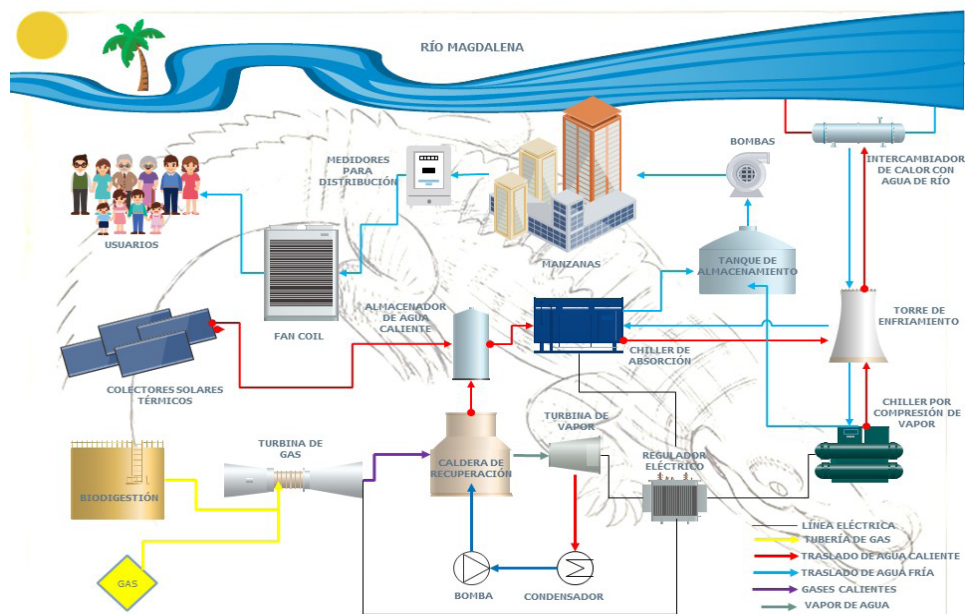 RÍO MAGDALENA
BOMBAS
INTERCAMBIADOR
DE CALOR CON
AGUA DE RÍO
MEDIDORES
PARA
DISTRIBUCIÓN
USUARIOS
MANZANAS
TANQUE DE
ALMACENAMIENTO
FAN COIL
ALMACENADOR
DE AGUA
CALIENTE
TORRE DE
ENFRIAMIENTO
CHILLER DE
ABSORCIÓN
COLECTORES SOLARES
TÉRMICOS
CHILLER POR
COMPRESIÓN DE
VAPOR
TURBINA DE
GAS
TURBINA DE
VAPOR
CALDERA DE
RECUPERACIÓN
REGULADOR
ELÉCTRICO
BIODIGESTIÓN
GAS
BOMBA
CONDENSADOR
LÍNEA ELÉCTRICA
TUBERÍA DE GAS
TRASLADO DE AGUA CALIENTE
TRASLADO DE AGUA FRÍA
GASES CALIENTES
VAPOR DE AGUA